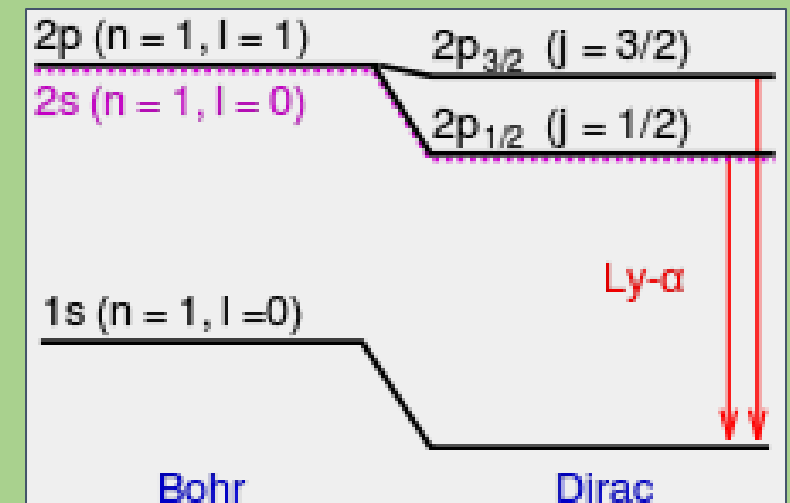 2p (n = 1, l = 1)
2s (n = 1, l = 0)
2p3/2 (j = 3/2)
2p1/2 (j = 1/2)
Ly-α
1s (n = 1, l =0)
Bohr
Dirac